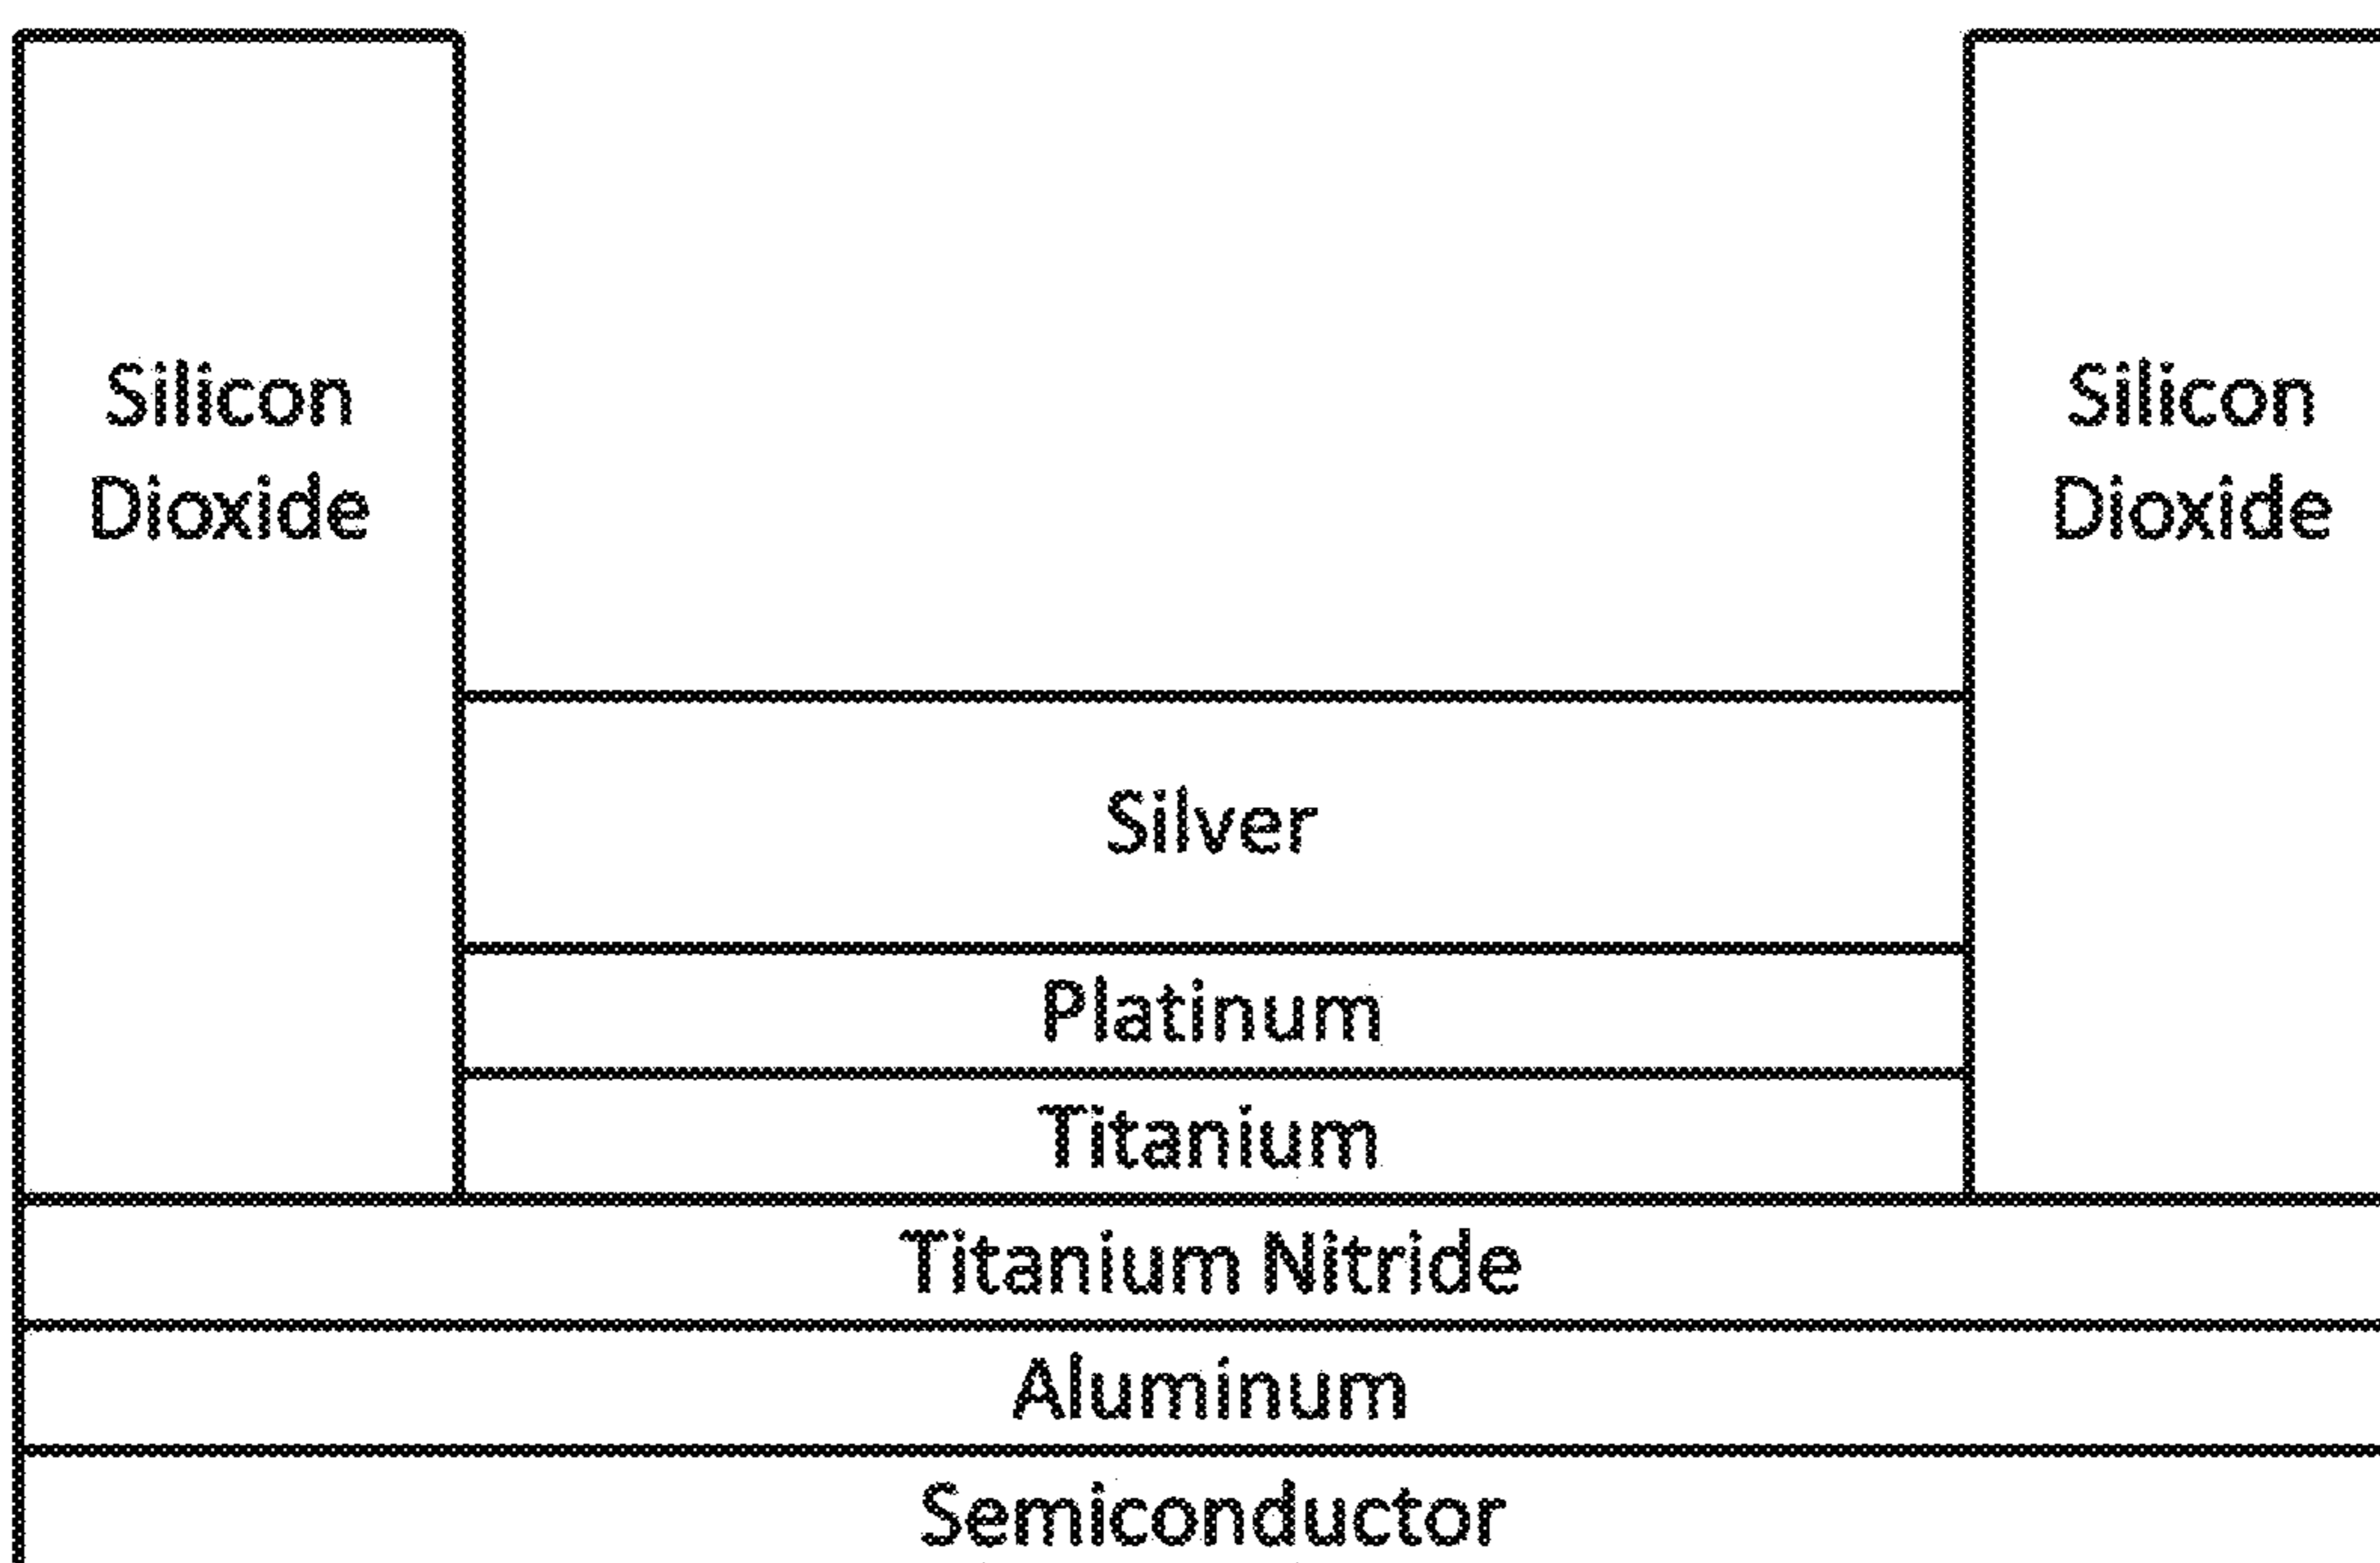 Silicon
Dioxide
Silicon
Dioxide
Silver
Platinum
Titanium
Titanium Nitride
Aluminum
Semiconductor